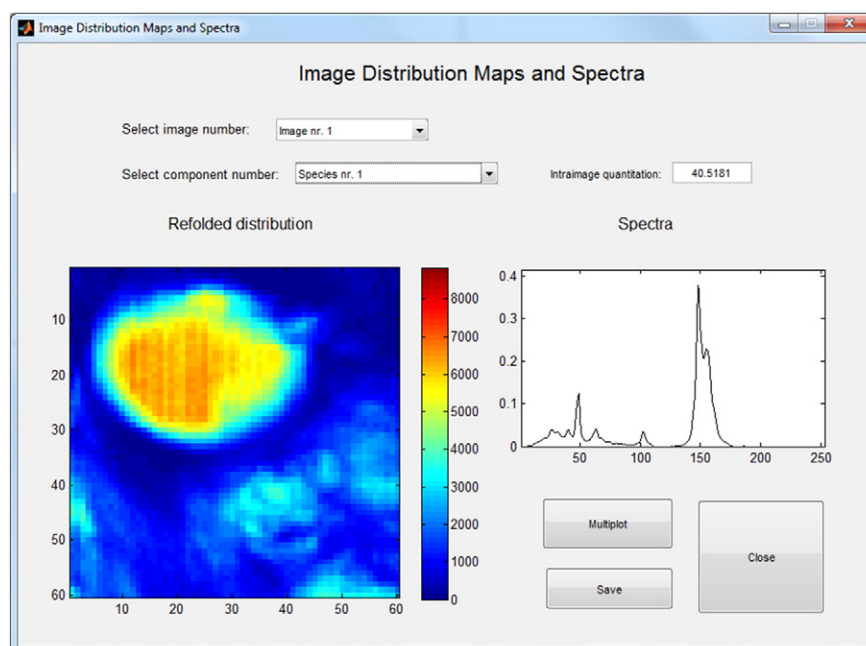 Image Distribution Maps and Spectra
Image Distribution Maps and Spectra
Select image number: Image nr. 1
Select component number: Species nr. 1 Intraimage quantitation: 40.5181
Refolded distribution Spectra
10
20
30
40
50
60
10 20 30 40 50 60
8000
7000
6000
5000
4000
3000
2000
1000
0
0.4
0.3
0.2
0.1
0
50 100 150 200 250
Multiplot
Close
Save